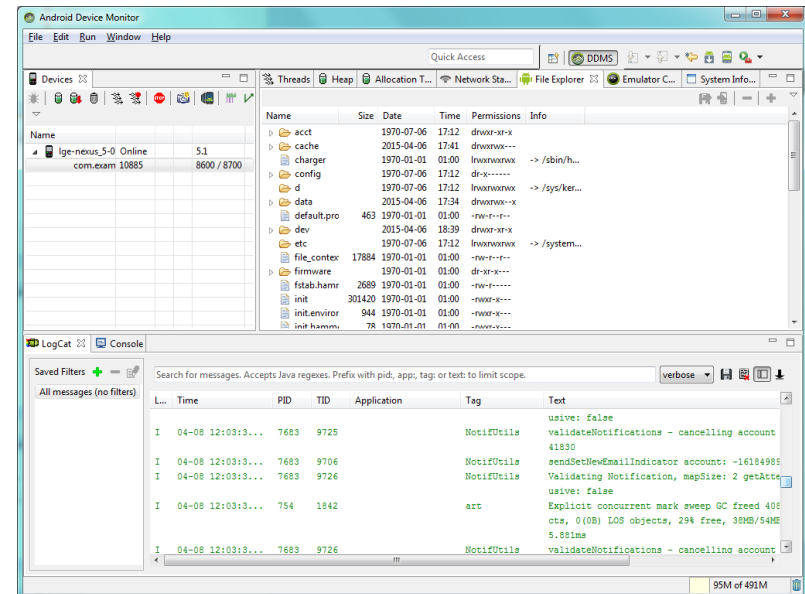 Android Device Monitor
File Edit Run Window Help
Quick Access
DDMS
Devices
Name
lge-nexus_5-0 Online 5.1
com.exam 10885 8600 / 8700
Threads Heap Allocation T... Network Sta... File Explorer Emulator C... System Info...
Name Size Date Time Permissions Info
acct 1970-07-06 17:12 drwxr-xr-x
cache 2015-04-06 17:41 drwxrwx---
charger 1970-01-01 01:00 lrwxrwxrwx -> /sbin/h...
config 1970-07-06 17:12 dr-x------
d 1970-07-06 17:12 lrwxrwxrwx -> /sys/ker...
data 2015-04-06 17:34 drwxrwx--x
default.pro 463 1970-01-01 01:00 -rw-r--r--
dev 2015-04-06 18:39 drwxr-xr-x
etc 1970-07-06 17:12 lrwxrwxrwx -> /system...
file_contex 17884 1970-01-01 01:00 -rw-r--r--
firmware 1970-01-01 01:00 dr-xr-x---
fstab.hamr 2689 1970-01-01 01:00 -rw-r-----
init 301420 1970-01-01 01:00 -rwxr-x---
init.enviror 944 1970-01-01 01:00 -rwxr-x---
init.hamm 78 1970-01-01 01:00 -rwxr-x---
LogCat Console
Saved Filters
All messages (no filters)
Search for messages. Accepts Java regexes. Prefix with pid:, app:, tag: or text: to limit scope.
verbose
L... Time PID TID Application Tag Text
usive: false
I 04-08 12:03:3... 7683 9725 NotifUtils validateNotifications - cancelling account
41830
I 04-08 12:03:3... 7683 9706 NotifUtils sendSetNewEmailIndicator account: -16184989
I 04-08 12:03:3... 7683 9726 NotifUtils Validating Notification, mapSize: 2 getAtte
usive: false
I 04-08 12:03:3... 754 1842 art Explicit concurrent mark sweep GC freed 408
cts, 0(0B) LOS objects, 29% free, 38MB/54MB
5.881ms
I 04-08 12:03:3... 7683 9726 NotifUtils validateNotifications - cancelling account
95M of 491M